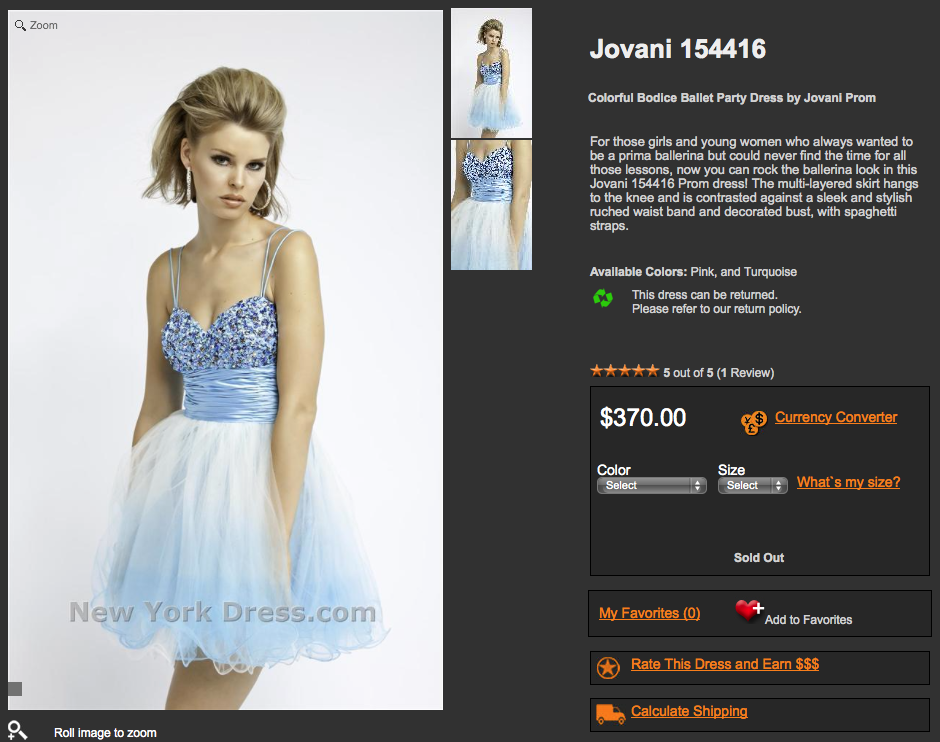 Zoom
Jovani 154416
Colorful Bodice Ballet Party Dress by Jovani Prom
For those girls and young women who always wanted to
be a prima ballerina but could never find the time for all
those lessons, now you can rock the ballerina look in this
Jovani 154416 Prom dress! The multi-layered skirt hangs
to the knee and is contrasted against a sleek and stylish
ruched waist band and decorated bust, with spaghetti
straps.
Available Colors: Pink, and Turquoise
This dress can be returned.
Please refer to our return policy.
5 out of 5 (1 Review)
$370.00
Currency Converter
Color
Size
Select
Select
What`s my size?
Sold Out
New York Dress.com
My Favorites (0)
Add to Favorites
Rate This Dress and Earn $$$
Calculate Shipping
Roll image to zoom